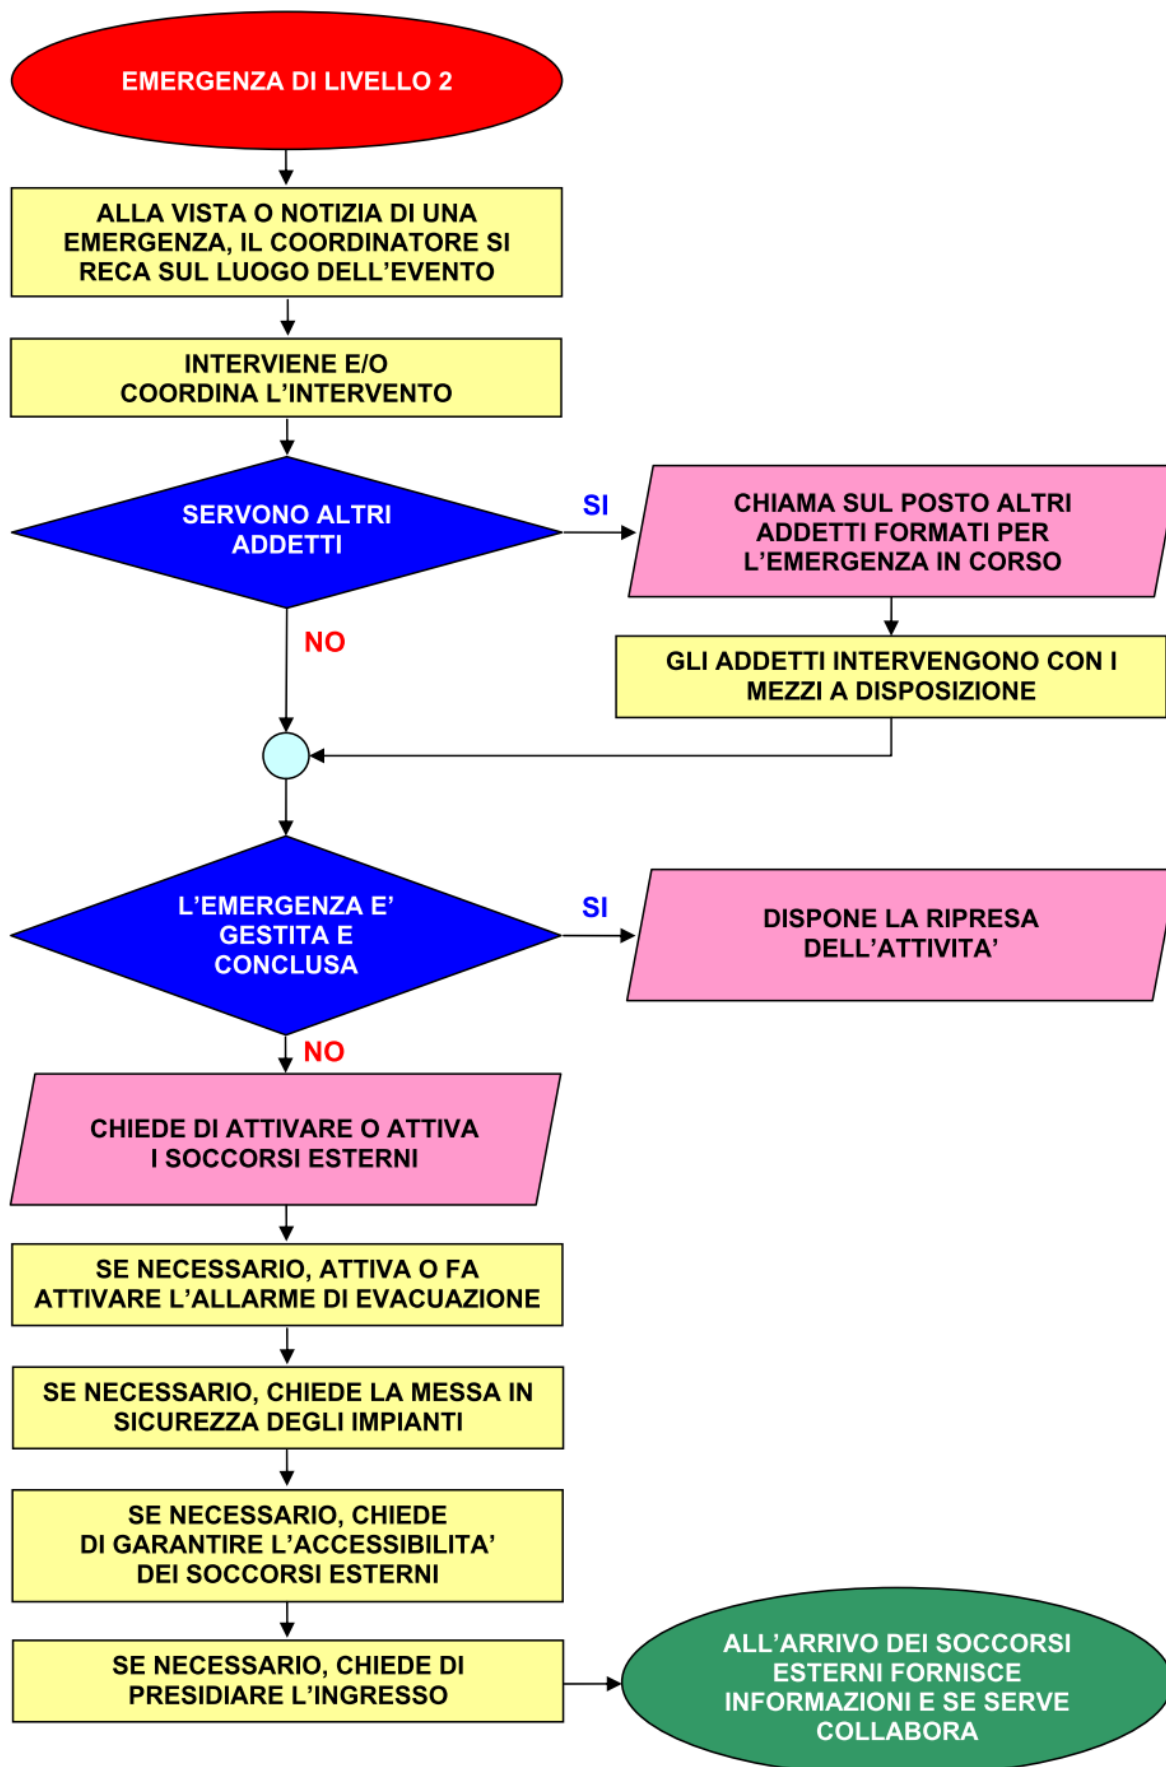 EMERGENZA DI LIVELLO 2
ALLA VISTA O NOTIZIA DI UNA
EMERGENZA, IL COORDINATORE SI
RECA SUL LUOGO DELL'EVENTO
INTERVIENE E/O
COORDINA L'INTERVENTO
SERVONO ALTRI
ADDETTI
SI
CHIAMA SUL POSTO ALTRI
ADDETTI FORMATI PER
L'EMERGENZA IN CORSO
NO
GLI ADDETTI INTERVENGONO CON I
MEZZI A DISPOSIZIONE
L'EMERGENZA E'
GESTITA E
CONCLUSA
SI
DISPONE LA RIPRESA
DELL'ATTIVITA'
NO
CHIEDE DI ATTIVARE O ATTIVA
I SOCCORSI ESTERNI
SE NECESSARIO, ATTIVA O FA
ATTIVARE L'ALLARME DI EVACUAZIONE
SE NECESSARIO, CHIEDE LA MESSA IN
SICUREZZA DEGLI IMPIANTI
SE NECESSARIO, CHIEDE
DI GARANTIRE L'ACCESSIBILITA'
DEI SOCCORSI ESTERNI
SE NECESSARIO, CHIEDE DI
PRESIDIARE L'INGRESSO
ALL'ARRIVO DEI SOCCORSI
ESTERNI FORNISCE
INFORMAZIONI E SE SERVE
COLLABORA